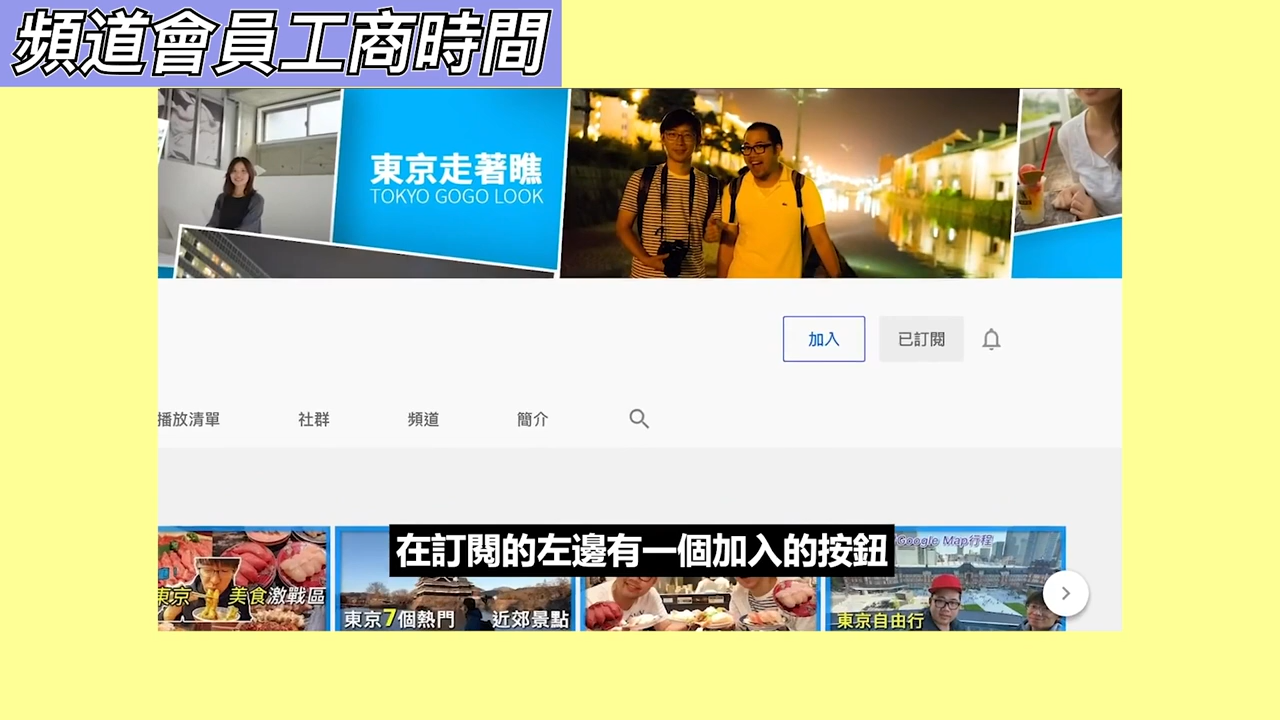 頻道會員工商時間
東京走著瞧
TOKYO GOGO LOOK
加入
已訂閱
播放清單
社群
頻道
簡介
在訂閱的左邊有一個加入的按鈕
Google Map行程
東京
美食激戰區
東京7個熱門
近郊景點
東京自由行